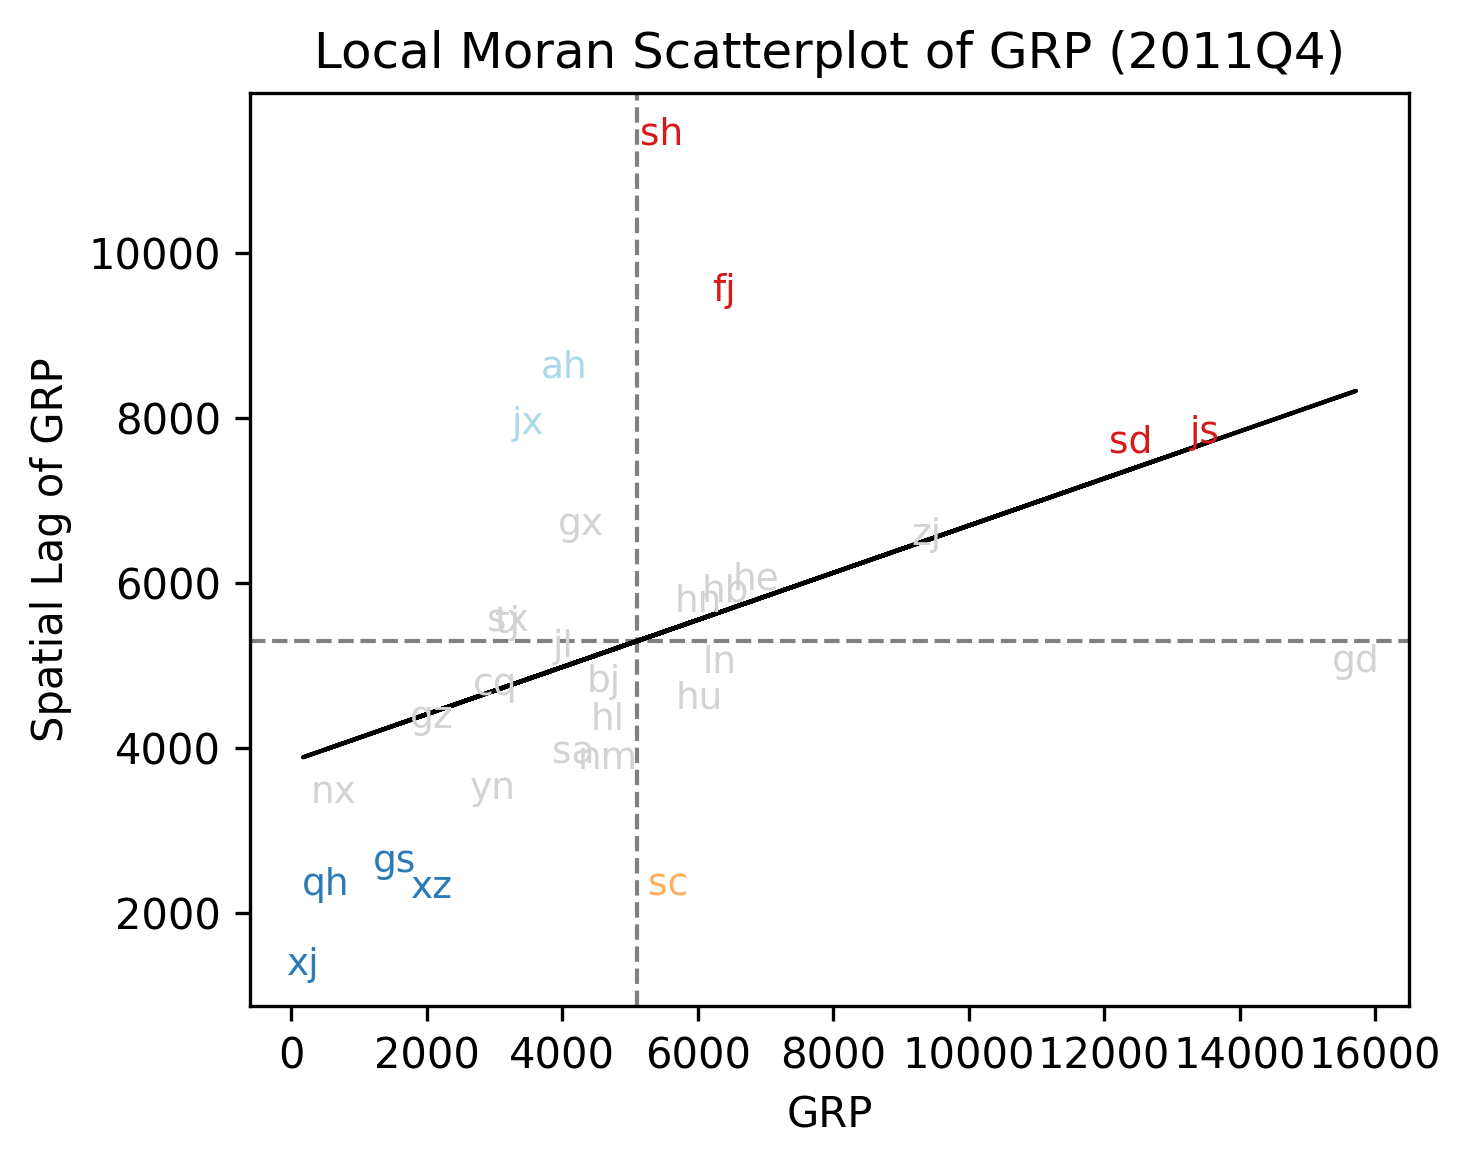 Local Moran Scatterplot of GRP (2011Q4)
sh
fj
ah
jx
js
sd
gx
zj
he
hb
hn
sx
tj
jl
ln
gd
bj
cq
hu
gz
hl
sa
nm
yn
nx
gs
qh
xz
sc
xj
10000
8000
6000
4000
2000
Spatial Lag of GRP
0 2000 4000 6000 8000 10000 12000 14000 16000
GRP